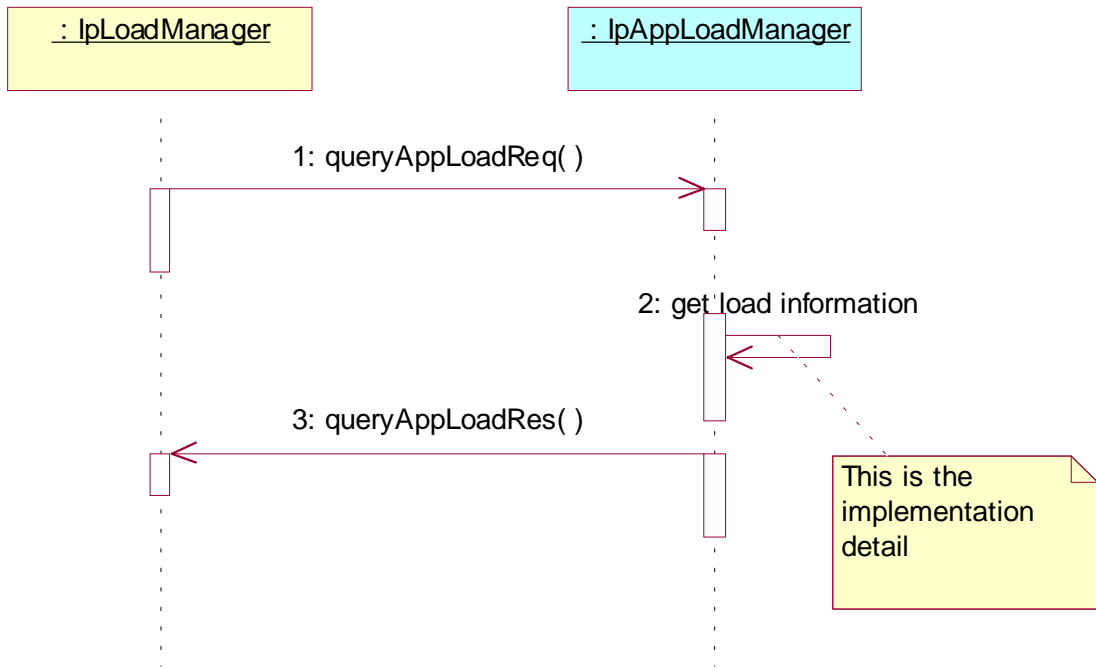 : IpLoadManager
: IpAppLoadManager
1: queryAppLoadReq( )
2: get load information
3: queryAppLoadRes( )
This is the
implementation
detail